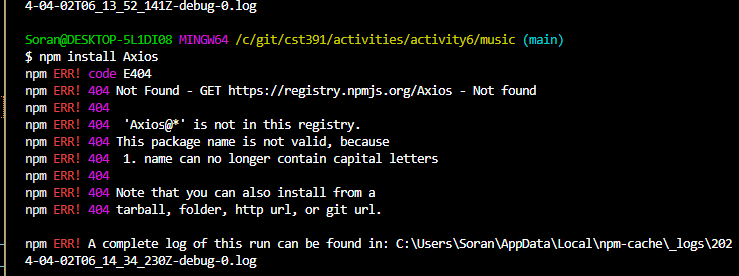 4-04-02T06_13_52_141Z-debug-0.log
Soran@DESKTOP-5L1DI08 MINGW64 /c/git/cst391/activities/activity6/music (main)
$ npm install Axios
npm ERR! code E404
npm ERR! 404 Not Found - GET https://registry.npmjs.org/Axios - Not found
npm ERR! 404
npm ERR! 404  'Axios@*' is not in this registry.
npm ERR! 404 This package name is not valid, because
npm ERR! 404  1. name can no longer contain capital letters
npm ERR! 404
npm ERR! 404 Note that you can also install from a
npm ERR! 404 tarball, folder, http url, or git url.
npm ERR! A complete log of this run can be found in: C:\Users\Soran\AppData\Local\npm-cache\_logs\202
4-04-02T06_14_34_230Z-debug-0.log